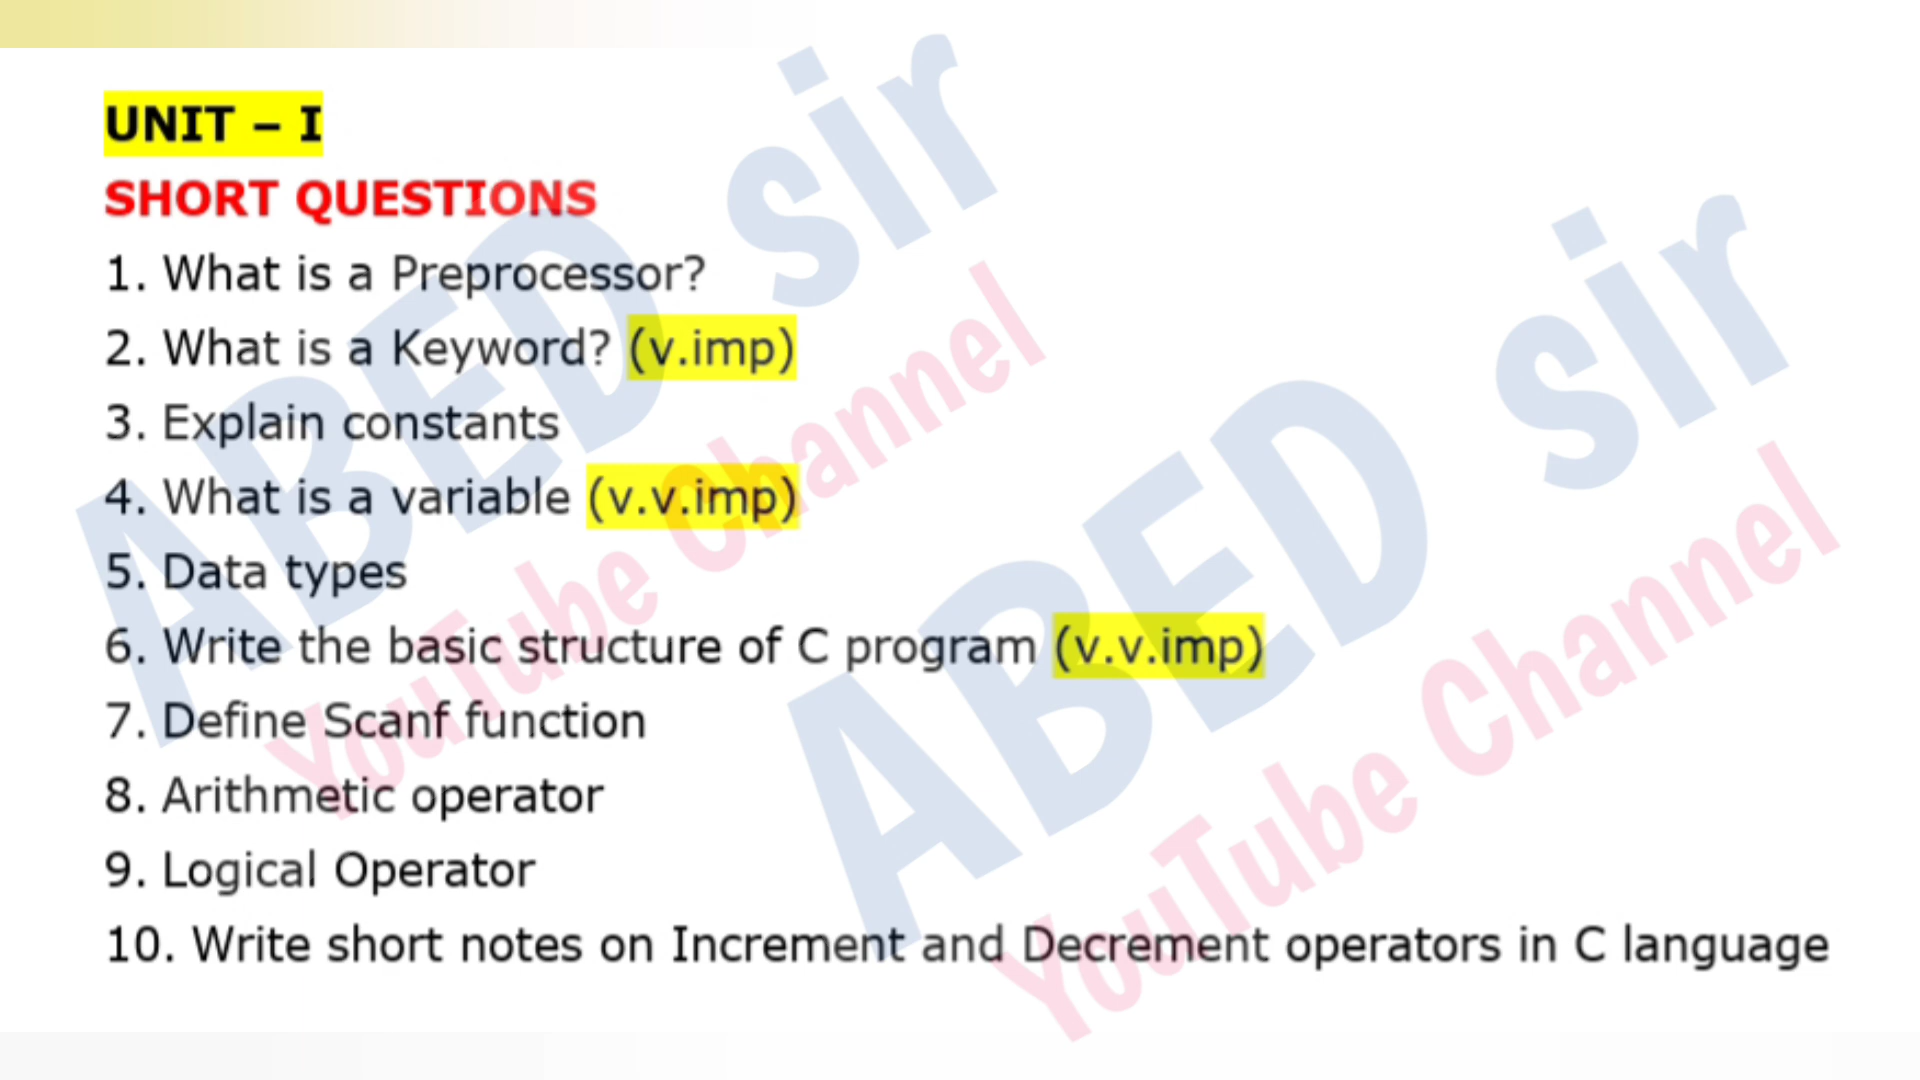 UNIT – I
SHORT QUESTIONS
1. What is a Preprocessor?
2. What is a Keyword? (v.imp)
3. Explain constants
4. What is a variable (v.v.imp)
5. Data types
6. Write the basic structure of C program (v.v.imp)
7. Define Scanf function
8. Arithmetic operator
9. Logical Operator
10. Write short notes on Increment and Decrement operators in C language
ABED sir
YouTube Channel
ABED sir
YouTube Channel